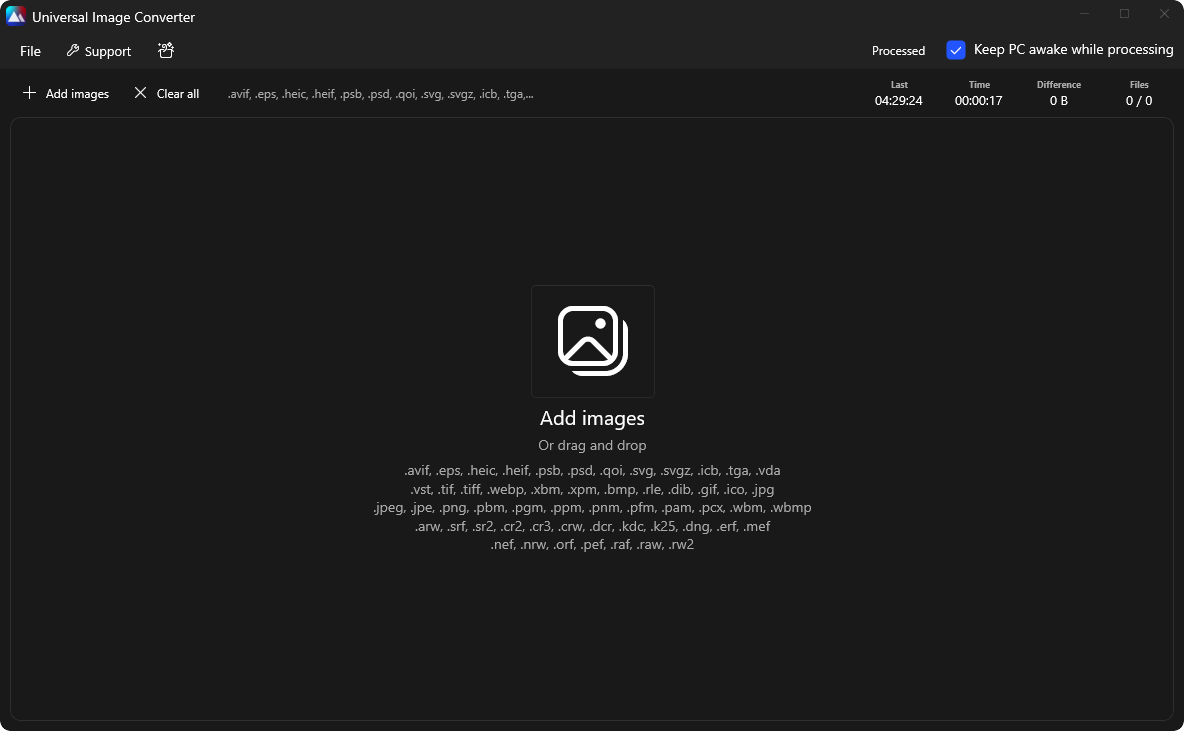 Universal Image Converter
File Support Processed Keep PC awake while processing
Add images Clear all .avif, .eps, .heic, .heif, .psb, .psd, .qoi, .svg, .svgz, .icb, .tga,...
Last Time Difference Files
04:29:24 00:00:17 0 B 0 / 0
Add images
Or drag and drop
.avif, .eps, .heic, .heif, .psb, .psd, .qoi, .svg, .svgz, .icb, .tga, .vda
.vst, .tif, .tiff, .webp, .xbm, .xpm, .bmp, .rle, .dib, .gif, .ico, .jpg
.jpeg, .jpe, .png, .pbm, .pgm, .ppm, .pnm, .pfm, .pam, .pcx, .wbm, .wbmp
.arw, .srf, .sr2, .cr2, .cr3, .crw, .dcr, .kdc, .k25, .dng, .erf, .mef
.nef, .nrw, .orf, .pef, .raf, .raw, .rw2